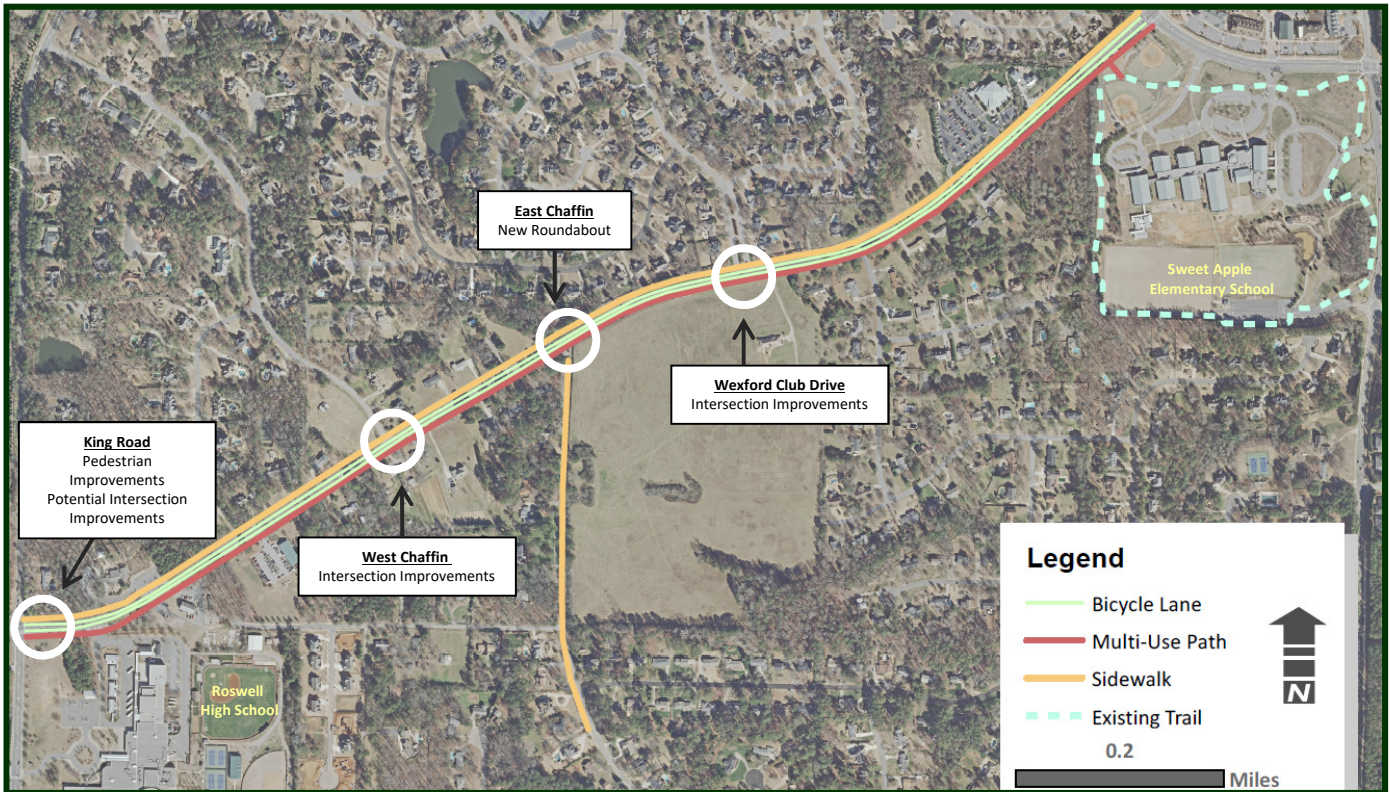 East Chaffin
New Roundabout
Sweet Apple
Elementary School
Wexford Club Drive
Intersection Improvements
King Road
Pedestrian
Improvements
Potential Intersection
Improvements
West Chaffin
Intersection Improvements
Roswell
High School
Legend
Bicycle Lane
Multi-Use Path
Sidewalk
Existing Trail
N
0.2
Miles